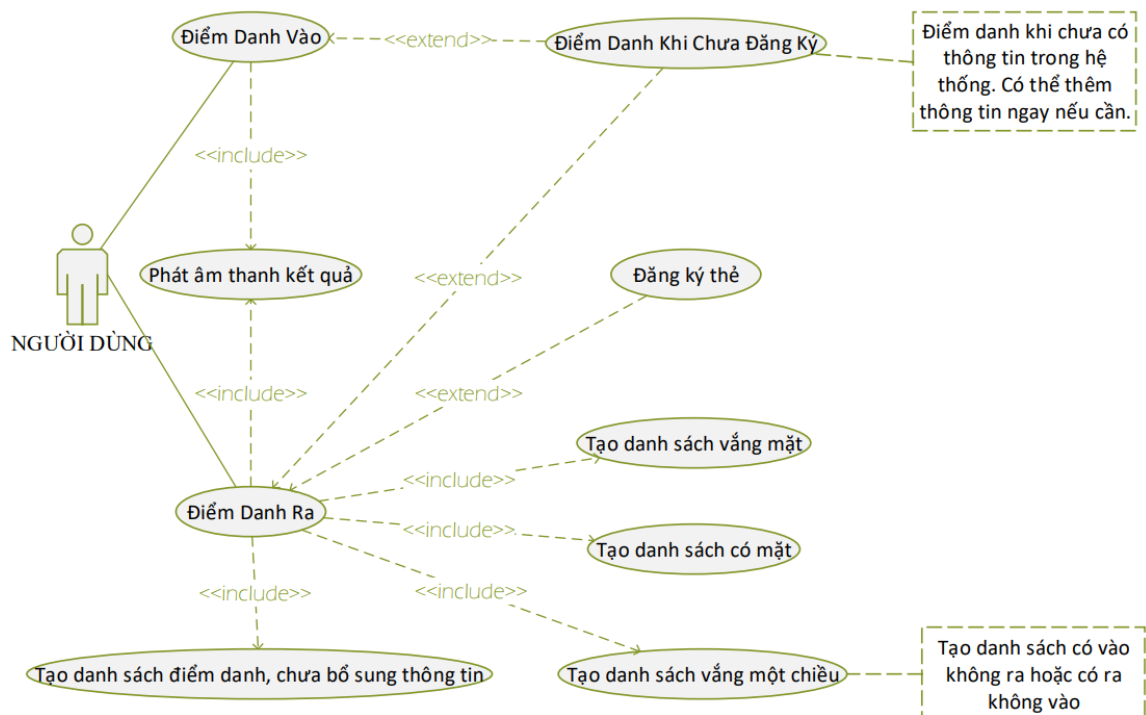 Điểm Danh Vào
<<extend>>
Điểm Danh Khi Chưa Đăng Ký
Điểm danh khi chưa có
thông tin trong hệ
thống. Có thể thêm
thông tin ngay nếu cần.
<<include>>
Phát âm thanh kết quả
<<extend>>
Đăng ký thẻ
NGƯỜI DÙNG
<<include>>
<<extend>>
Tạo danh sách vắng mặt
<<include>>
Điểm Danh Ra
<<include>>
Tạo danh sách có mặt
<<include>>
<<include>>
Tạo danh sách điểm danh, chưa bổ sung thông tin
Tạo danh sách vắng một chiều
Tạo danh sách có vào
không ra hoặc có ra
không vào